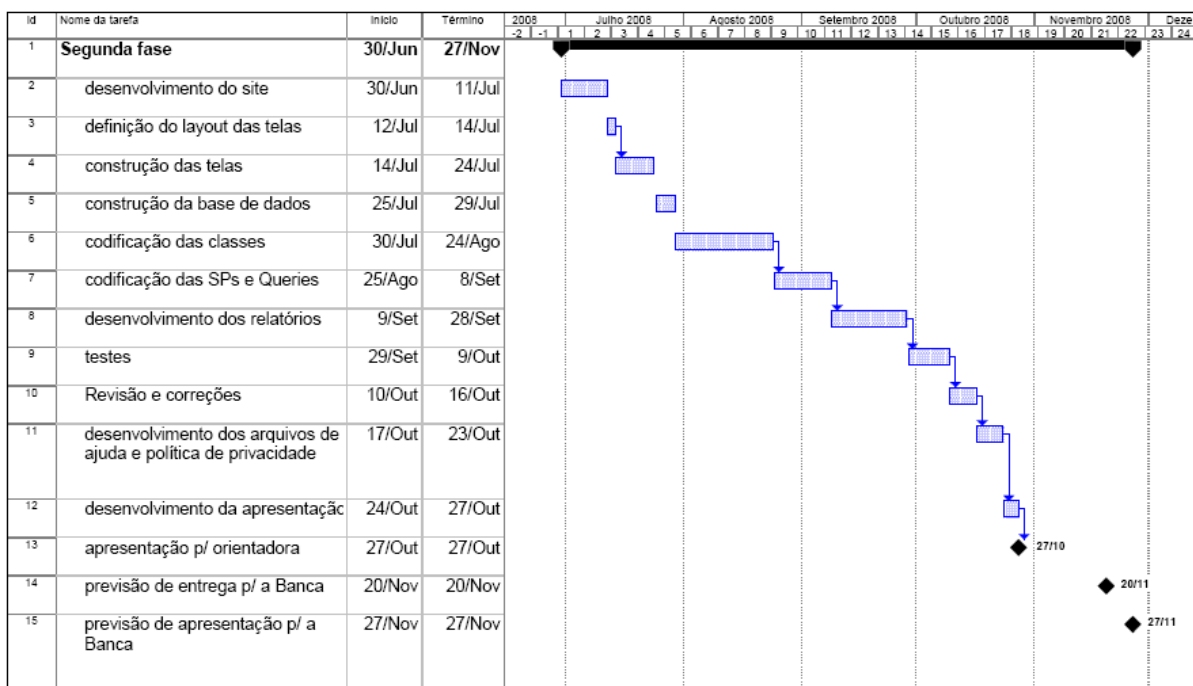 Id Nome da tarefa Início Término 2008 Julho 2008 Agosto 2008 Setembro 2008 Outubro 2008 Novembro 2008 Deze
-2 -1 1 2 3 4 5 6 7 8 9 10 11 12 13 14 15 16 17 18 19 20 21 22 23 24
1 Segunda fase 30/Jun 27/Nov
2 desenvolvimento do site 30/Jun 11/Jul
3 definição do layout das telas 12/Jul 14/Jul
4 construção das telas 14/Jul 24/Jul
5 construção da base de dados 25/Jul 29/Jul
6 codificação das classes 30/Jul 24/Ago
7 codificação das SPs e Queries 25/Ago 8/Set
8 desenvolvimento dos relatórios 9/Set 28/Set
9 testes 29/Set 9/Out
10 Revisão e correções 10/Out 16/Out
11 desenvolvimento dos arquivos de 17/Out 23/Out
ajuda e política de privacidade
12 desenvolvimento da apresentação 24/Out 27/Out
13 apresentação p/ orientadora 27/Out 27/Out 27/10
14 previsão de entrega p/ a Banca 20/Nov 20/Nov 20/11
15 previsão de apresentação p/ a 27/Nov 27/Nov 27/11
Banca